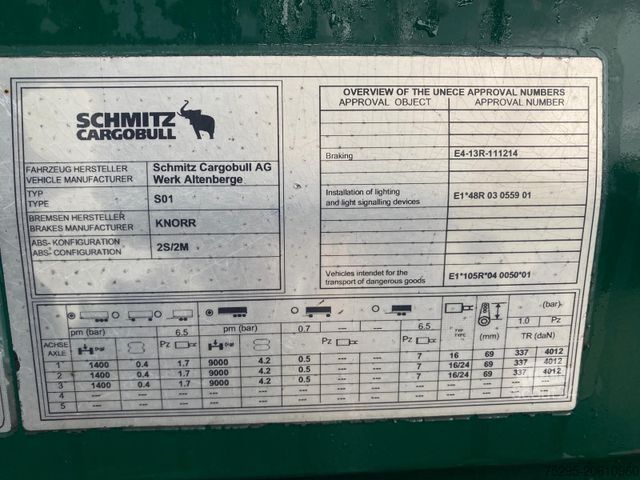 SCHMITZ
CARGOBULL
FAHRZEUG HERSTELLER
VEHICLE MANUFACTURER
Schmitz Cargobull AG
Werk Altenberge
TYP
TYPE
S01
BREMSEN HERSTELLER
BRAKES MANUFACTURER
KNORR
ABS- KONFIGURATION
ABS-CONFIGURATION
2S/2M
OVERVIEW OF THE UNECE APPROVAL NUMBERS
APPROVAL OBJECT APPROVAL NUMBER
Braking E4-13R-111214
Installation of lighting
and light signalling devices
E1*48R 03 0559 01
Vehicles intendet for the
transport of dangerous goods
E1*105R*04 0050*01
pm (bar) 6.5 pm (bar) 0.7 --- --- 6.5 TYP TYPE (mm) (bar) 1.0 Pz
ACHSE
AXLE
Pz Pz Pz TR (daN)
1 1400 0.4 1.7 9000 4.2 0.5 --- --- 7 16 69 337 4012
2 1400 0.4 1.7 9000 4.2 0.5 --- --- 7 16/24 69 337 4012
3 1400 0.4 1.7 9000 4.2 0.5 --- --- 7 16/24 69 337 4012
4 --- --- --- --- --- --- --- --- --- --- --- --- ---
5 --- --- --- --- --- --- --- --- --- --- --- --- ---